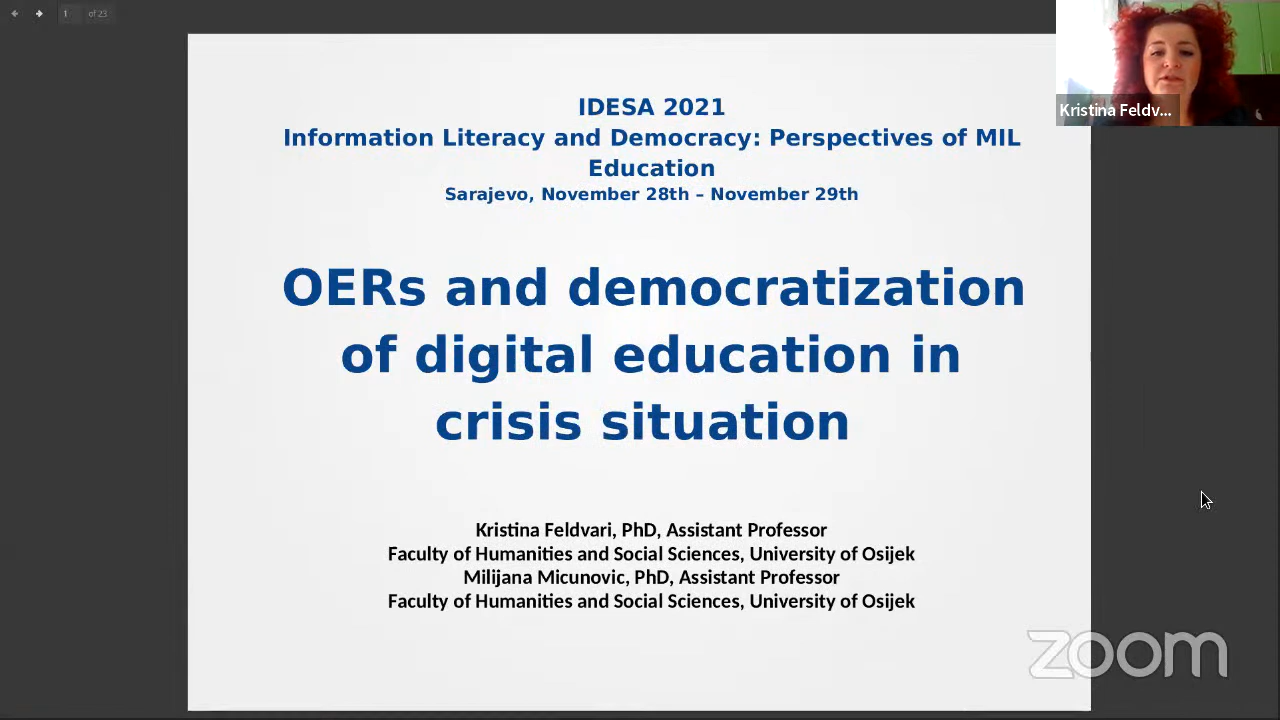 1 of 23
IDESA 2021
Information Literacy and Democracy: Perspectives of MIL
Education
Sarajevo, November 28th – November 29th
OERs and democratization
of digital education in
crisis situation
Kristina Feldvari, PhD, Assistant Professor
Faculty of Humanities and Social Sciences, University of Osijek
Milijana Micunovic, PhD, Assistant Professor
Faculty of Humanities and Social Sciences, University of Osijek
Kristina Feldv...
zoom